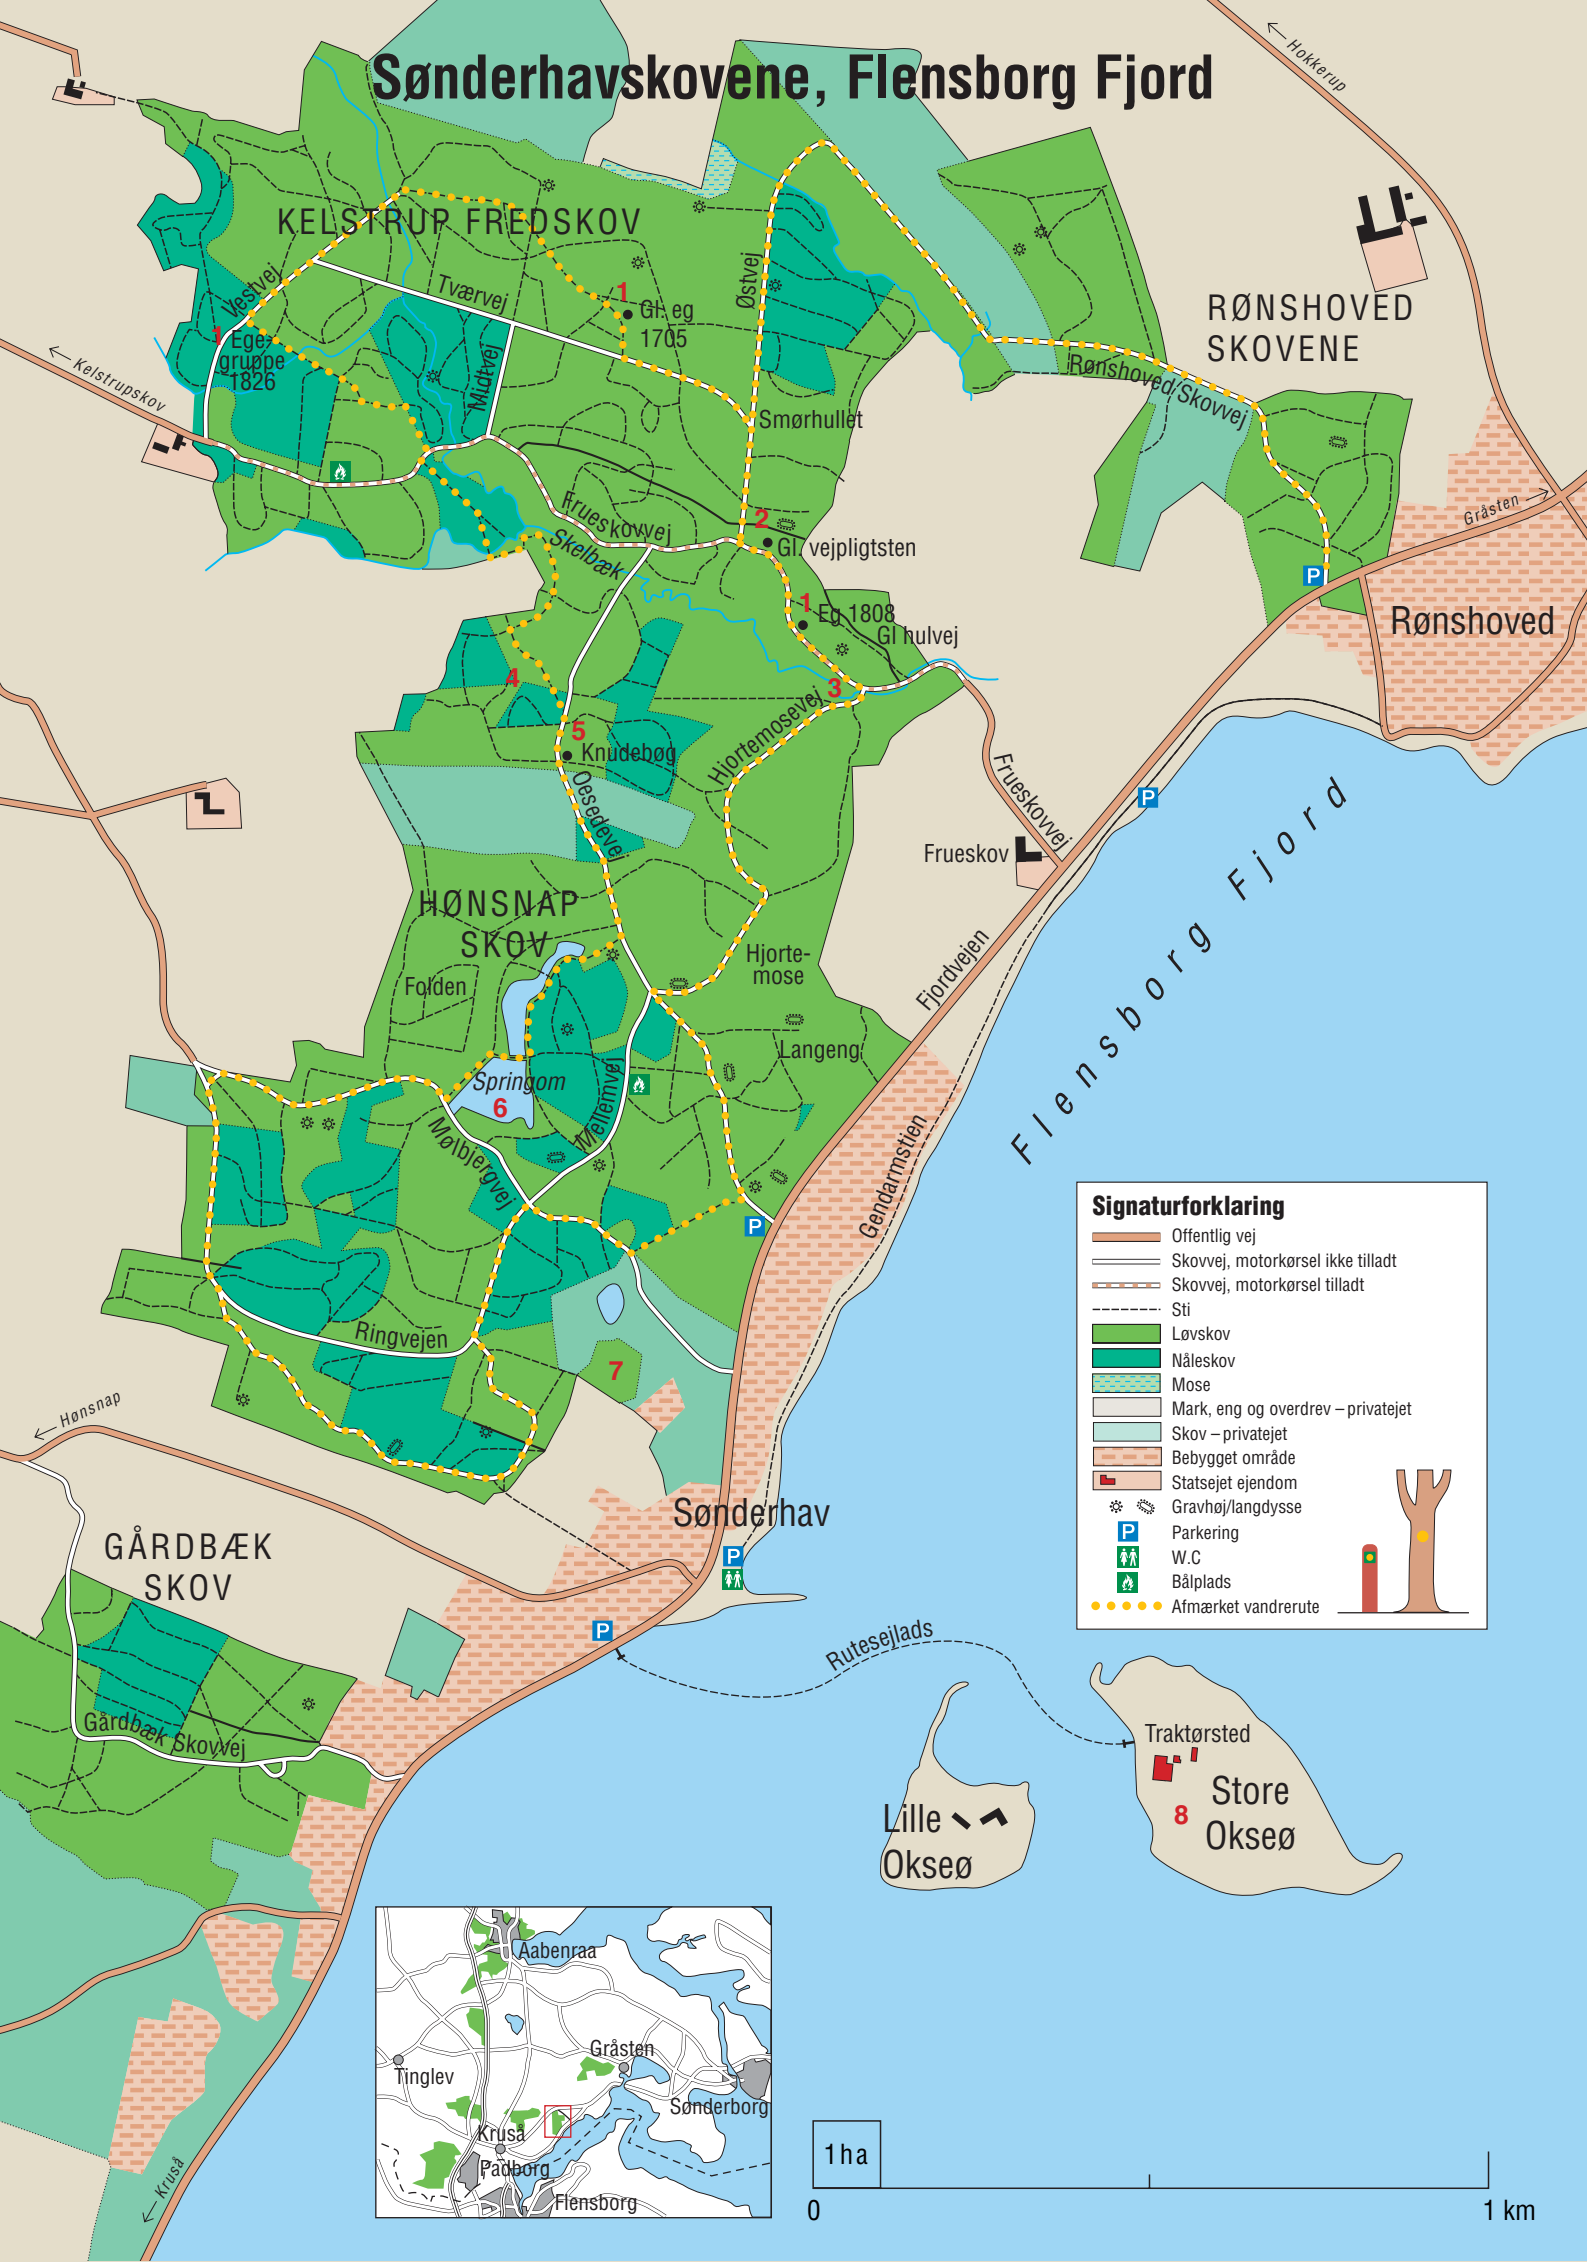 Sønderhavskovene, Flensborg Fjord
Hokkerup
KELSTRUP FREDSKOV
Vestvej
Tværvej
Østvej
1
Gl. eg
1705
1
Ege-
gruppe
1826
Midtvej
Kelstrupskov
Smørhullet
RØNSHOVED
SKOVENE
Rønshoved Skovvej
Gråsten
P
Rønshoved
2
Gl. vejpligtsten
Frueskovvej
Skelbæk
1
Eg 1808
Gl hulvej
4
3
5
Knudebøg
Hjortemosevej
Oesedevej
Frueskovvej
P
Frueskov
HØNSNAP
SKOV
Folden
Hjorte-
mose
Fjordvejen
Flensborg Fjord
Langeng
Springom
6
Mellemvej
Mølbjergvej
Gendarmstien
P
Ringvejen
7
Hønsnap
Sønderhav
P
P
GÅRDBÆK
SKOV
Gårdbæk Skovvej
Rutesejlads
Traktørsted
Store
Okseø
8
Lille
Okseø
Kruså
Signaturforklaring
Offentlig vej
Skovvej, motorkørsel ikke tilladt
Skovvej, motorkørsel tilladt
Sti
Løvskov
Nåleskov
Mose
Mark, eng og overdrev – privatejet
Skov – privatejet
Bebygget område
Statsejet ejendom
Gravhøj/langdysse
P Parkering
W.C
Bålplads
Afmærket vandrerute
Aabenraa
Gråsten
Tinglev
Sønderborg
Kruså
Padborg
Flensborg
1 ha
0
1 km